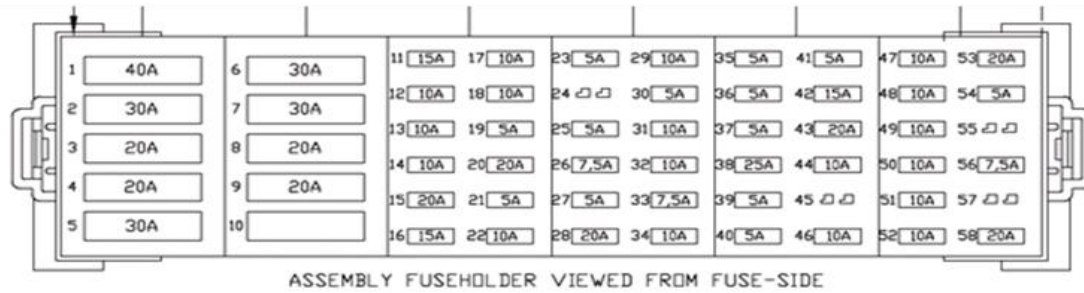 1 40A 6 30A 11 15A 17 10A 23 5A 29 10A 35 5A 41 5A 47 10A 53 20A
2 30A 7 30A 12 10A 18 10A 24 30 5A 36 5A 42 15A 48 10A 54 5A
3 20A 8 20A 13 10A 19 5A 25 5A 31 10A 37 5A 43 20A 49 10A 55
4 20A 9 20A 14 10A 20 20A 26 7,5A 32 10A 38 25A 44 10A 50 10A 56 7,5A
5 30A 10 15 20A 21 5A 27 5A 33 7,5A 39 5A 45 51 10A 57
16 15A 22 10A 28 20A 34 10A 40 5A 46 10A 52 10A 58 20A
ASSEMBLY FUSEHOLDER VIEWED FROM FUSE-SIDE